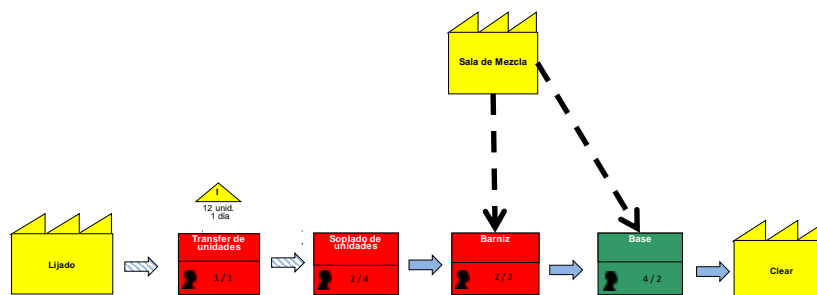 Sala de Mezcla
I
12 unid.
1 día
Lijado
Transfer de
unidades
1 / 1
Soplado de
unidades
2 / 4
Barniz
2 / 2
Base
4 / 2
Clear